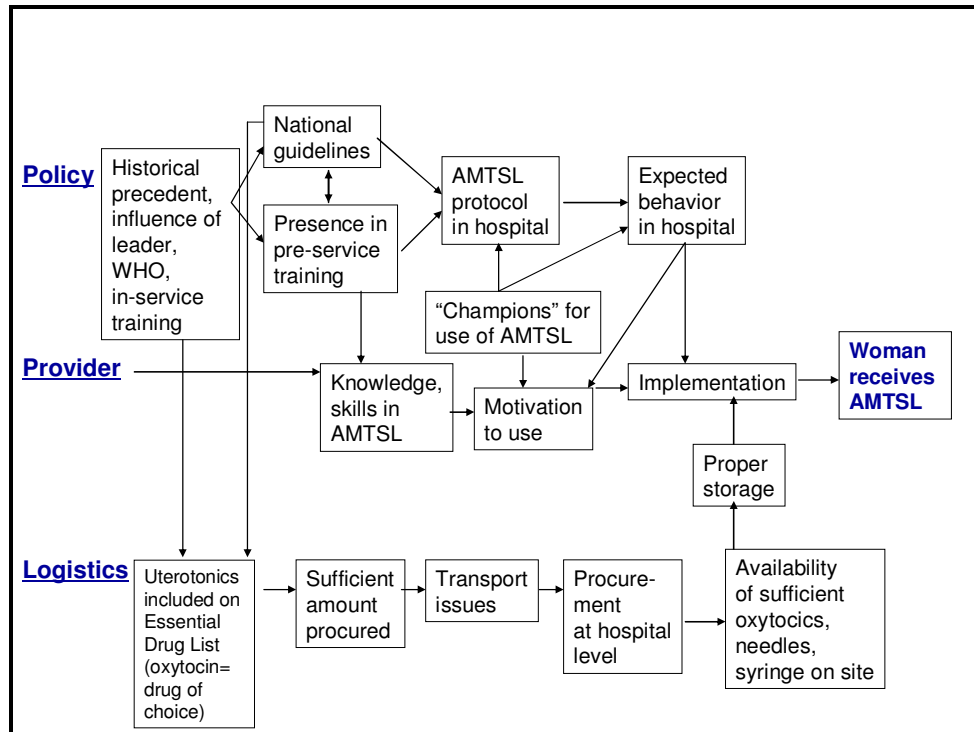 Policy
Historical
precedent,
influence of
leader,
WHO,
in-service
training
National
guidelines
Presence in
pre-service
training
AMTSL
protocol
in hospital
Expected
behavior
in hospital
“Champions” for
use of AMTSL
Provider
Knowledge,
skills in
AMTSL
Motivation
to use
Implementation
Woman
receives
AMTSL
Proper
storage
Logistics
Uterotonics
included on
Essential
Drug List
(oxytocin=
drug of
choice)
Sufficient
amount
procured
Transport
issues
Procure-
ment
at hospital
level
Availability
of sufficient
oxytocics,
needles,
syringe on site